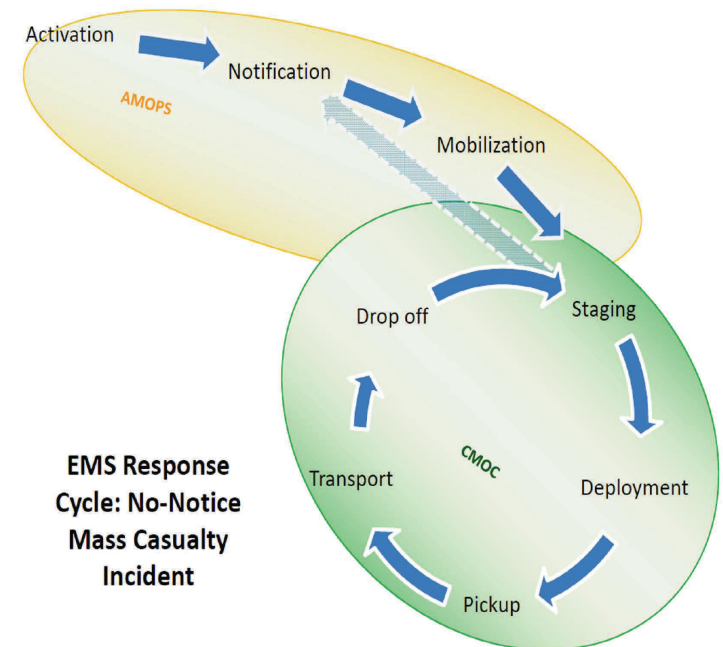 Activation
Notification
AMOPS
Mobilization
Drop off
Staging
CMOC
Transport
Deployment
Pickup
EMS Response
Cycle: No-Notice
Mass Casualty
Incident